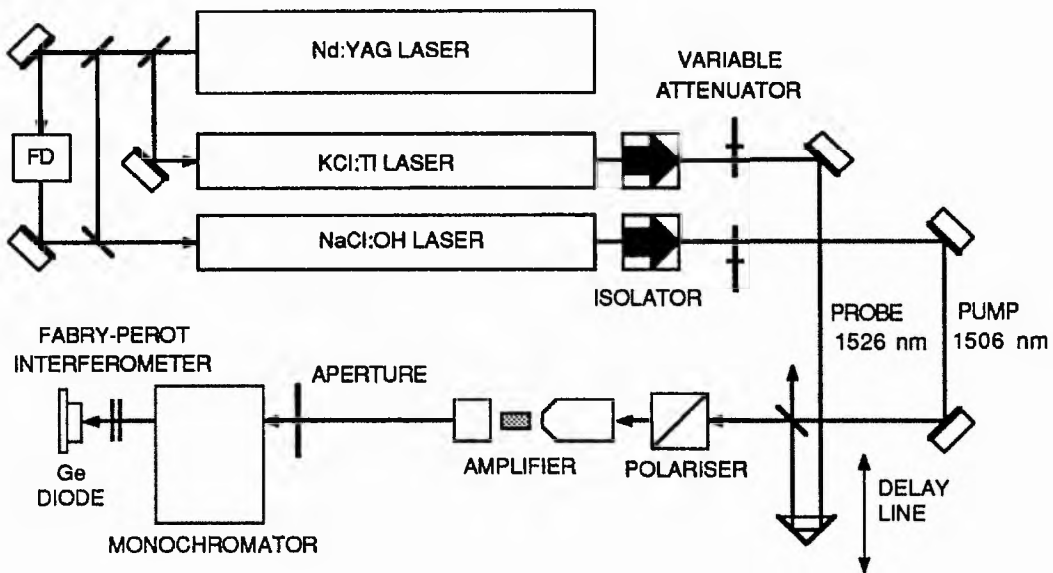 Nd:YAG LASER
VARIABLE
ATTENUATOR
FD
KCl:Tl LASER
NaCl:OH LASER
ISOLATOR
PROBE
1526 nm
PUMP
1506 nm
FABRY-PEROT
INTERFEROMETER
APERTURE
Ge
DIODE
MONOCHROMATOR
AMPLIFIER
POLARISER
DELAY
LINE